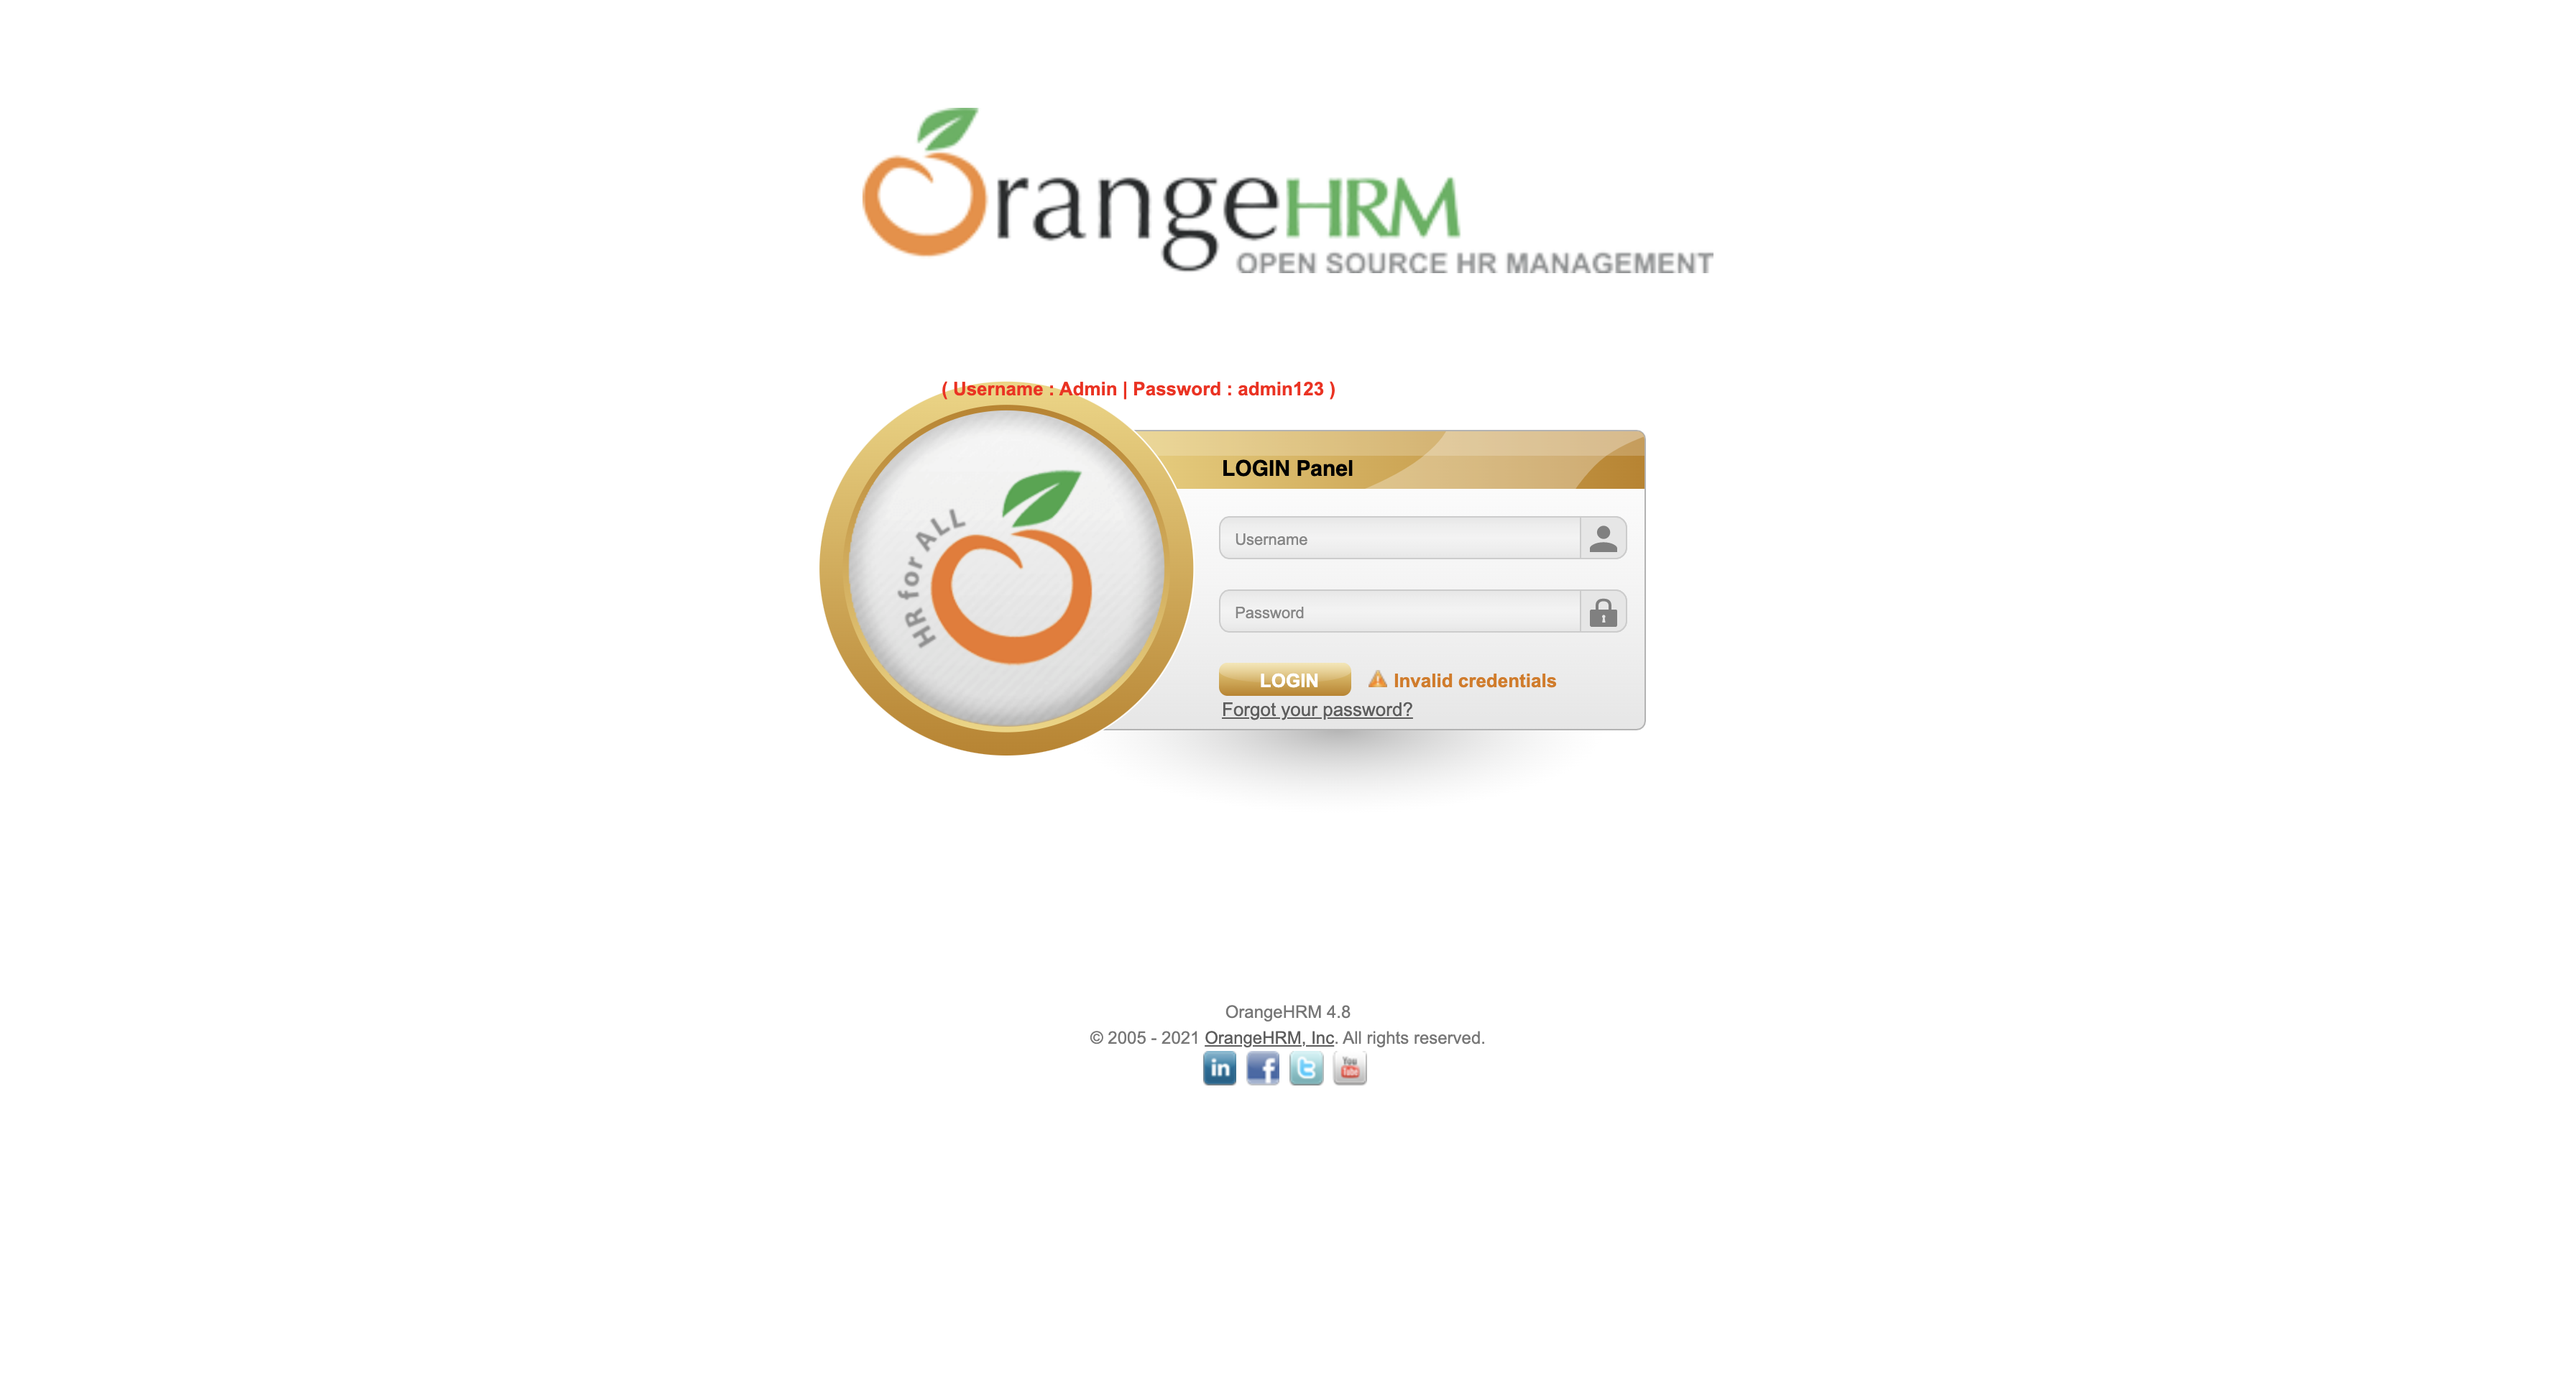 OrangeHRM
OPEN SOURCE HR MANAGEMENT
( Username : Admin | Password : admin123 )
HR for ALL
LOGIN Panel
Username
Password
LOGIN Invalid credentials
Forgot your password?
OrangeHRM 4.8
© 2005 - 2021 OrangeHRM, Inc. All rights reserved.
in f t You Tube